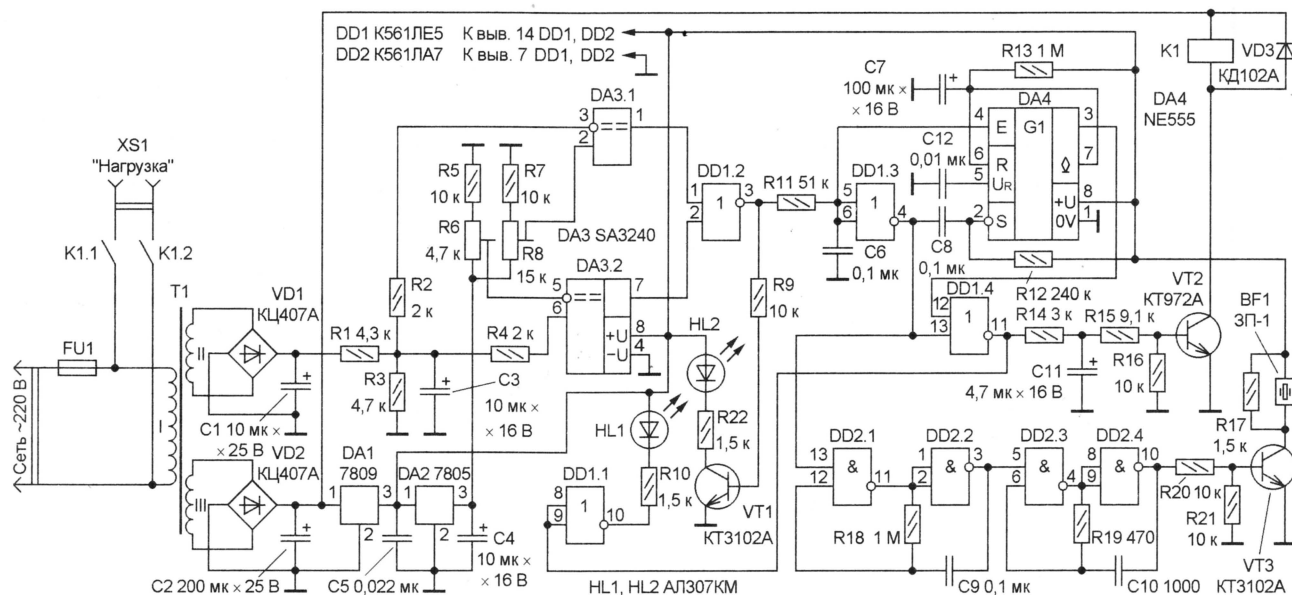 DD1 К561ЛЕ5 К выв. 14 DD1, DD2
DD2 К561ЛА7 К выв. 7 DD1, DD2
XS1
"Нагрузка"
K1.1
K1.2
FU1
Сеть ~220 В
T1
I
II
III
VD1
КЦ407А
C1 10 мк ×
× 25 В
VD2
КЦ407А
C2 200 мк × 25 В
R1 4,3 к
R2
2 к
R3
4,7 к
C3
10 мк ×
× 16 В
R4 2 к
DA1
7809
1
3
2
DA2 7805
1
3
2
C5 0,022 мк
C4
10 мк ×
× 16 В
R5
10 к
R7
10 к
R6
4,7 к
R8
15 к
DA3.1
3
2
= =
1
DA3 SA3240
DA3.2
5
6
= =
7
8
4
+U
−U
HL1
HL2
R10
1,5 к
R22
1,5 к
DD1.1
8
9
1
10
HL1, HL2 АЛ307КМ
VT1
КТ3102А
R9
10 к
DD1.2
1
2
1
3
R11 51 к
DD1.3
5
6
1
4
C6
0,1 мк
C7
100 мк ×
× 16 В
C12
0,01 мк
C8
0,1 мк
R13 1 М
DA4
4
6
5
2
E
R
UR
S
G1
3
7
8
1
+U
0V
DA4
NE555
R12 240 к
DD1.4
12
13
1
11
R14 3 к
R15 9,1 к
C11
4,7 мк × 16 В
R16
10 к
VT2
КТ972А
K1
VD3
КД102А
BF1
ЗП-1
R17
1,5 к
DD2.1
13
12
&
11
DD2.2
1
2
&
3
DD2.3
5
6
&
4
DD2.4
8
9
&
10
R18 1 М
C9 0,1 мк
R19 470
C10 1000
R20 10 к
R21
10 к
VT3
КТ3102А